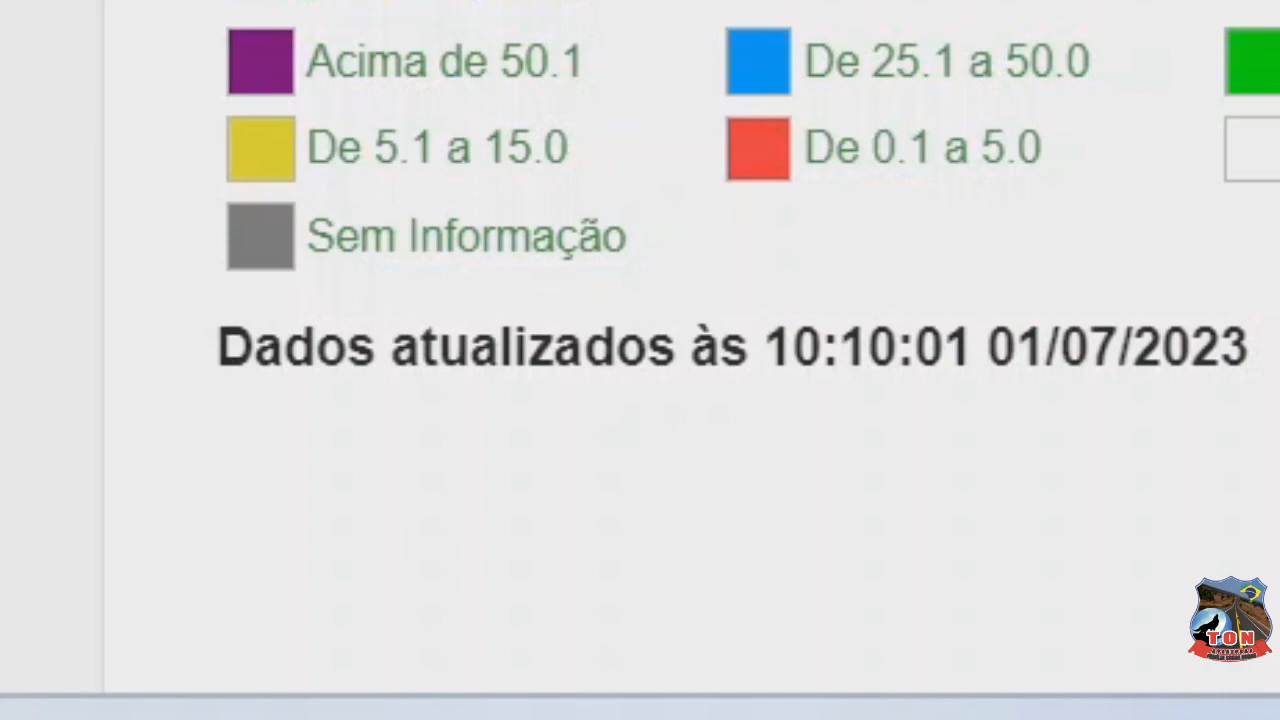 Acima de 50.1 De 25.1 a 50.0
De 5.1 a 15.0 De 0.1 a 5.0
Sem Informação
Dados atualizados às 10:10:01 01/07/2023
TON